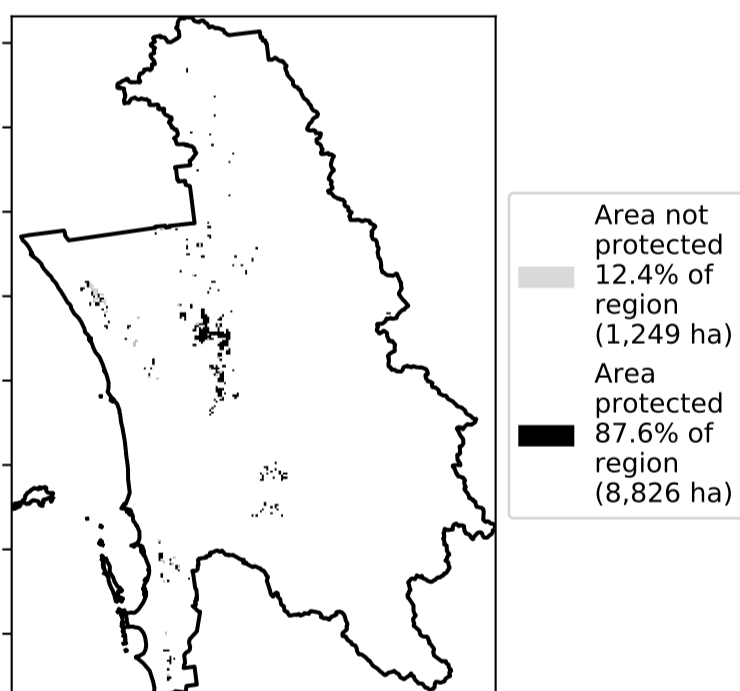 Area not
protected
12.4% of
region
(1,249 ha)
Area
protected
87.6% of
region
(8,826 ha)